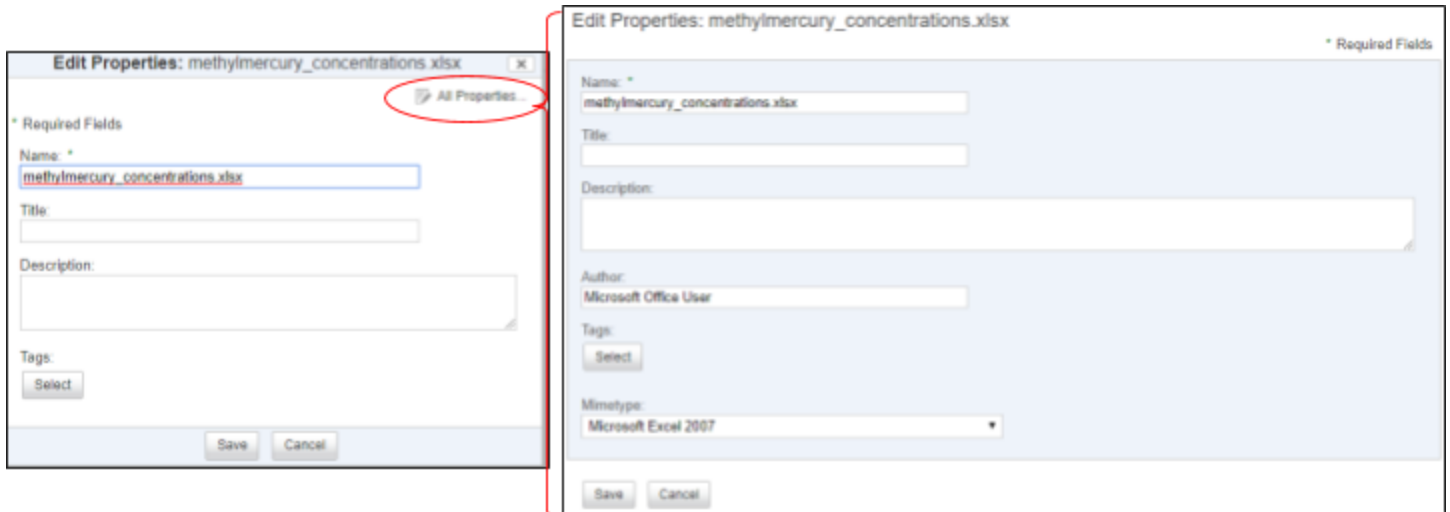 Edit Properties: methylmercury_concentrations.xlsx
All Properties...
* Required Fields
Name: *
methylmercury_concentrations.xlsx
Title:
Description:
Tags:
Select
Save Cancel
Edit Properties: methylmercury_concentrations.xlsx
* Required Fields
Name: *
methylmercury_concentrations.xlsx
Title:
Description:
Author:
Microsoft Office User
Tags:
Select
Mimetype:
Microsoft Excel 2007
Save Cancel